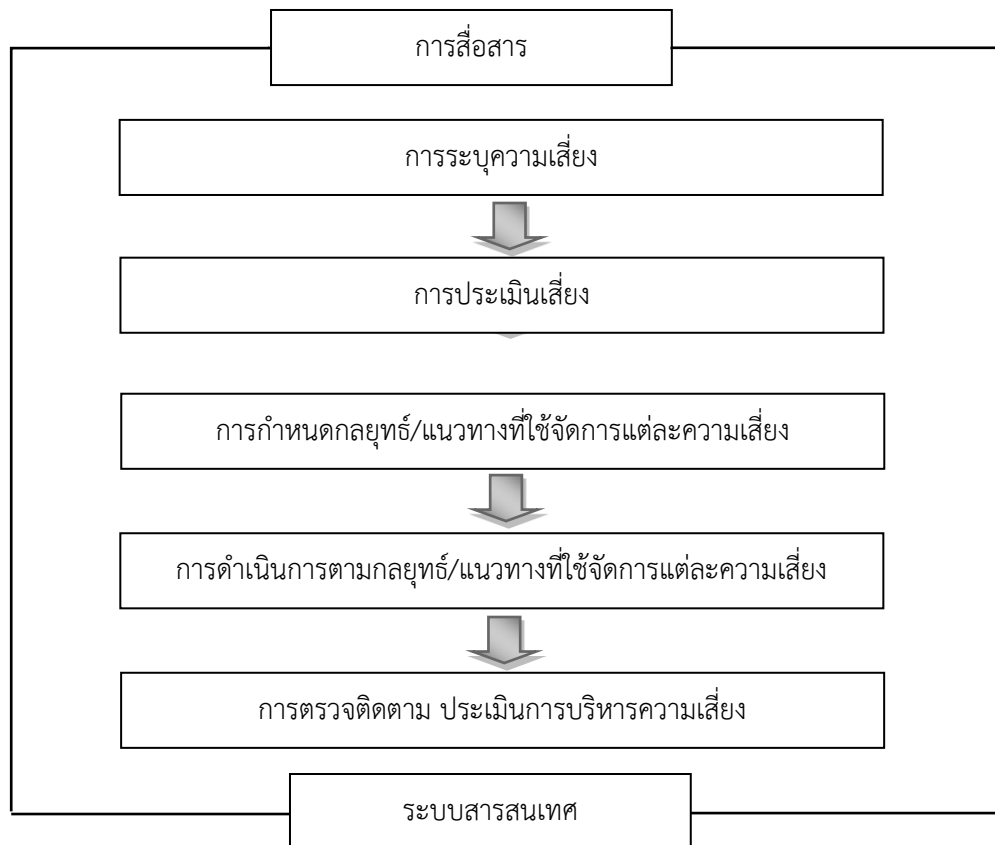 การสื่อสาร
การระบุความเสี่ยง
การประเมินเสี่ยง
การกำหนดกลยุทธ์/แนวทางที่ใช้จัดการแต่ละความเสี่ยง
การดำเนินการตามกลยุทธ์/แนวทางที่ใช้จัดการแต่ละความเสี่ยง
การตรวจติดตาม ประเมินการบริหารความเสี่ยง
ระบบสารสนเทศ